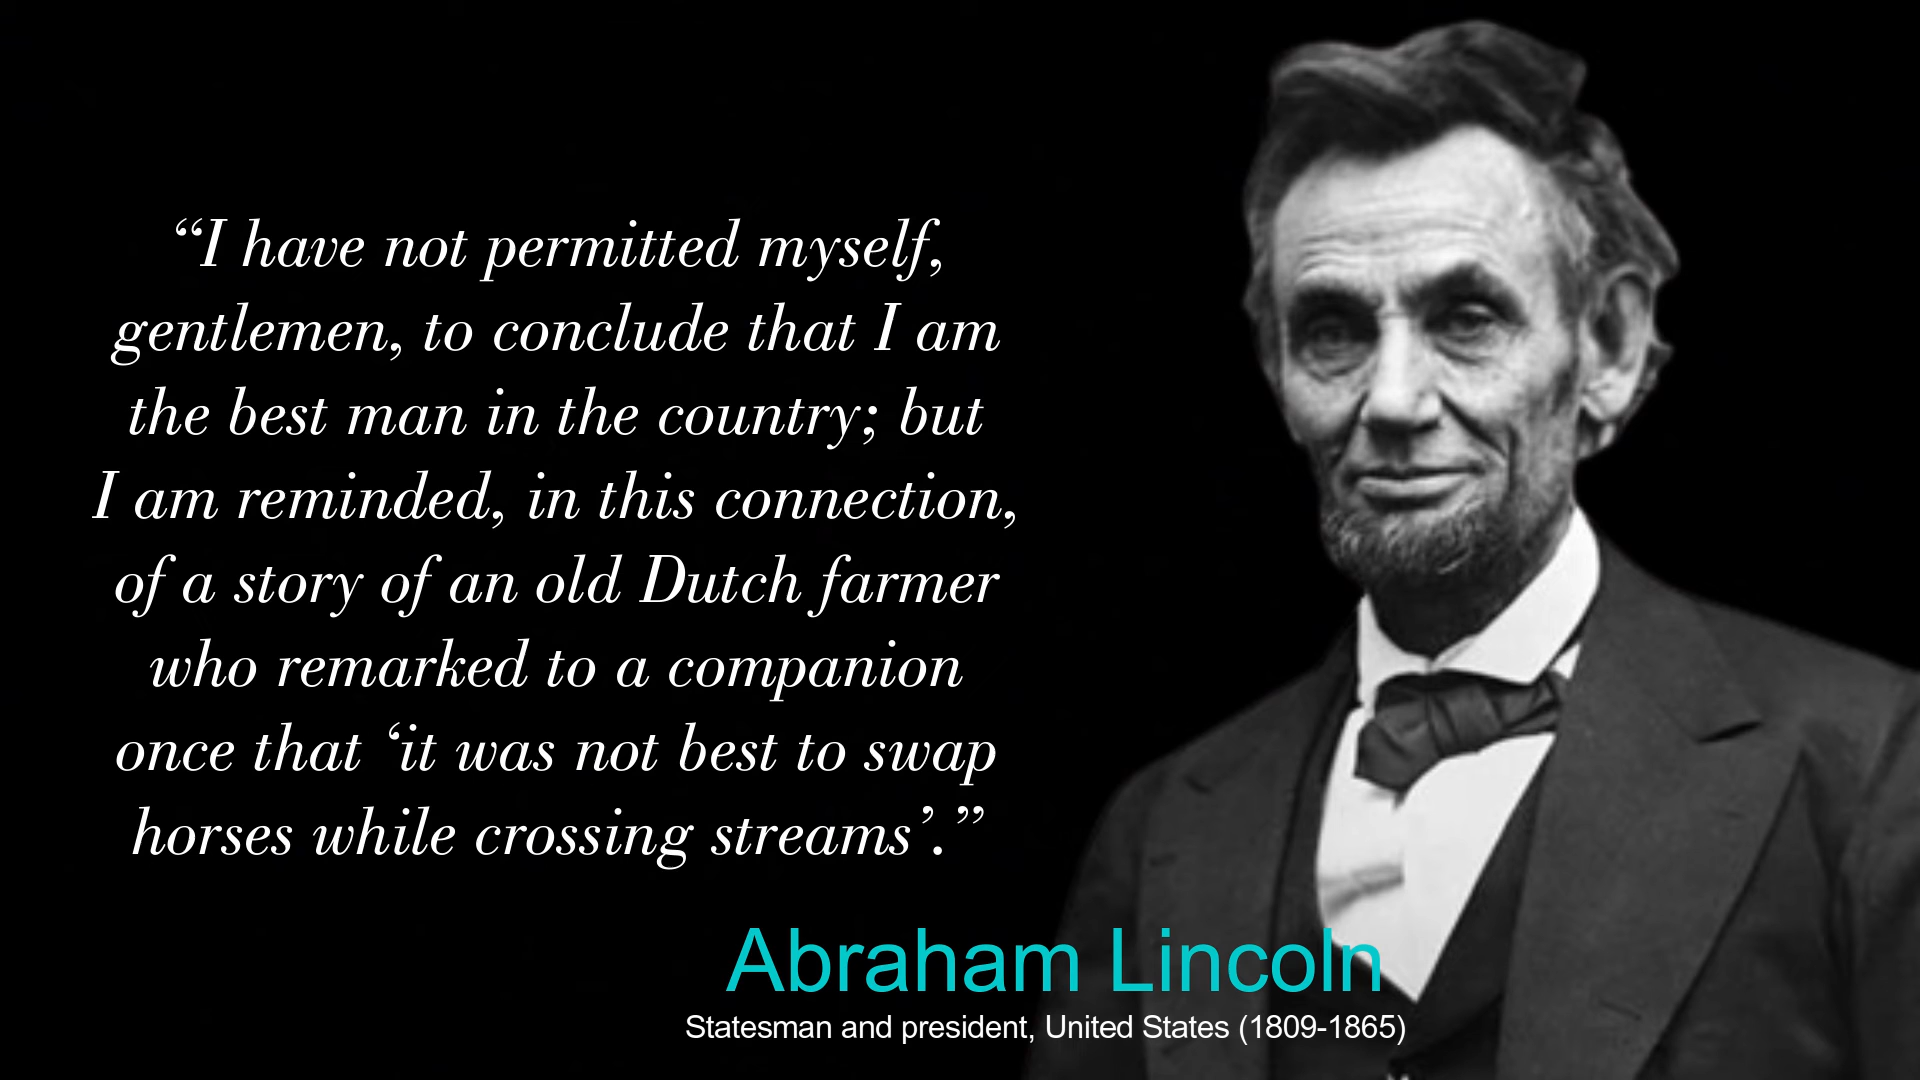 “I have not permitted myself,
gentlemen, to conclude that I am
the best man in the country; but
I am reminded, in this connection,
of a story of an old Dutch farmer
who remarked to a companion
once that ‘it was not best to swap
horses while crossing streams’.”
Abraham Lincoln
Statesman and president, United States (1809-1865)